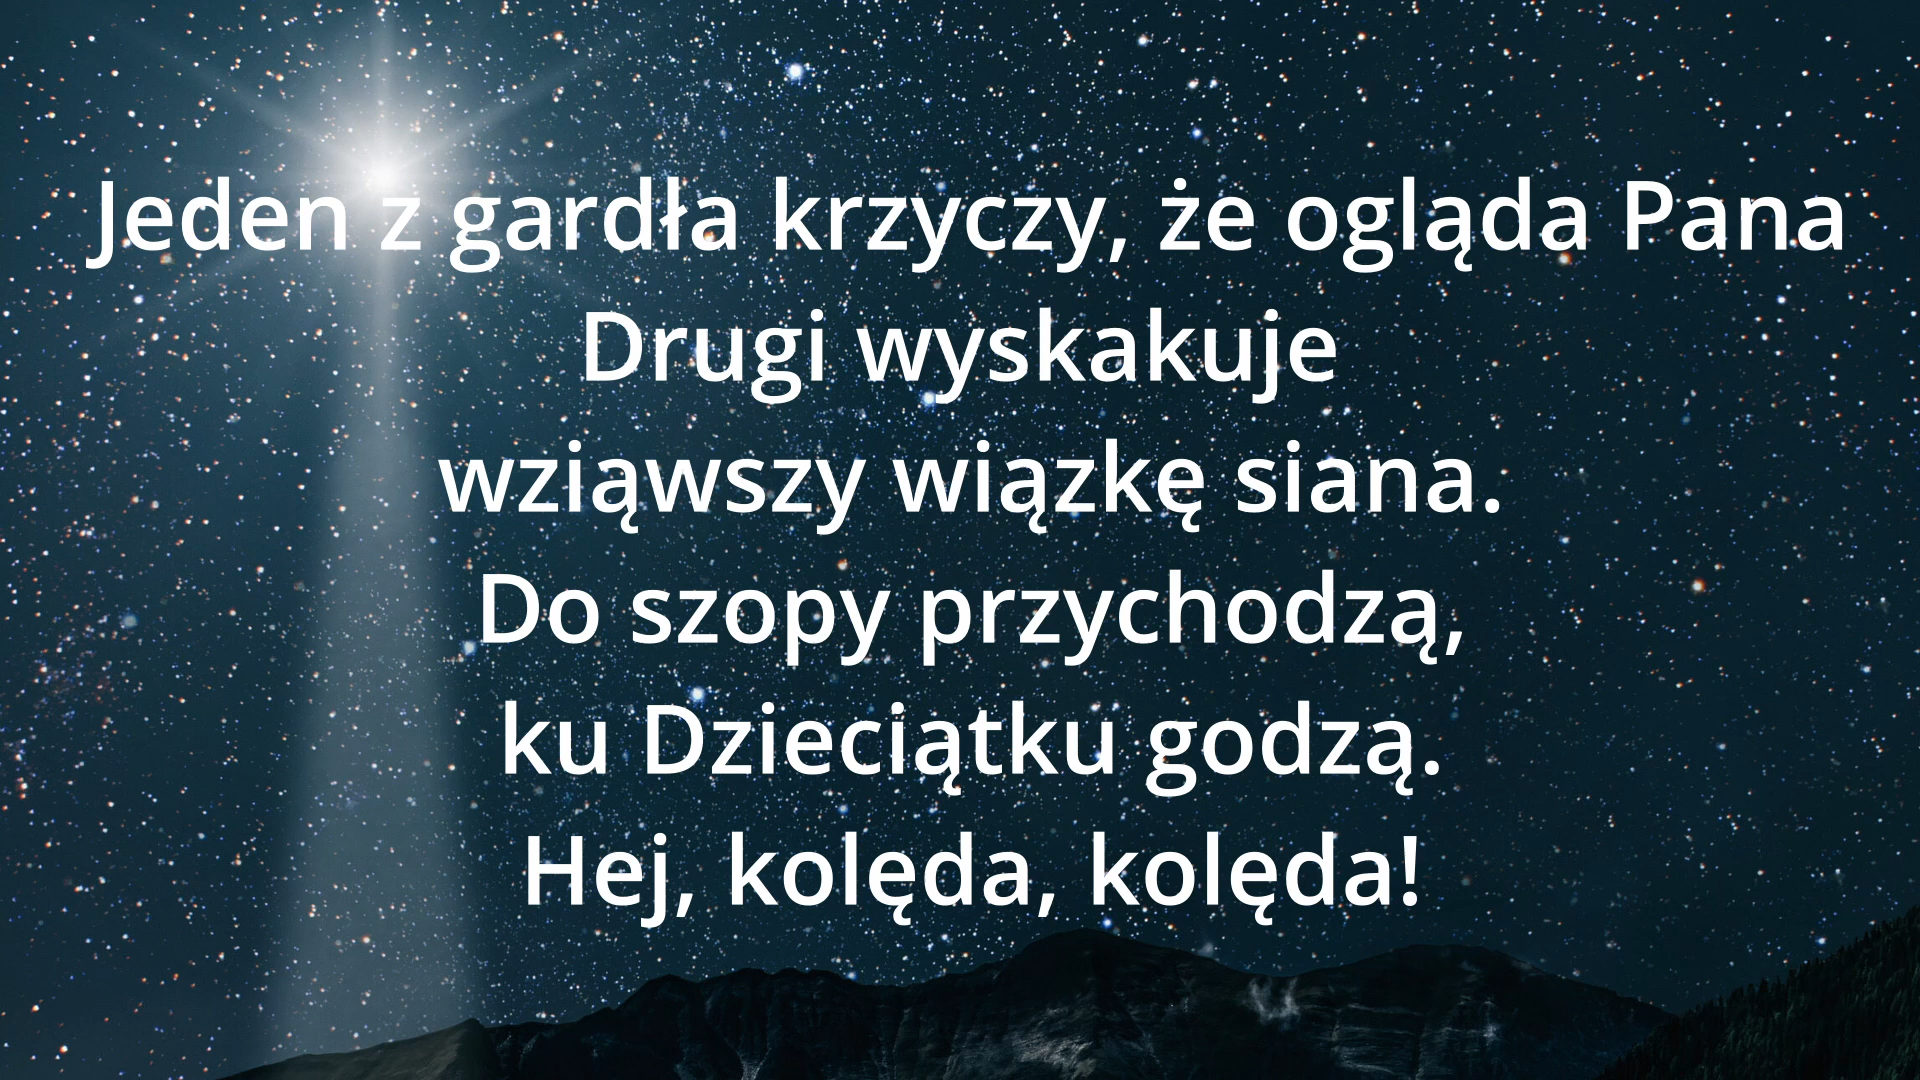 Jeden z gardła krzyczy, że ogląda Pana
Drugi wyskakuje
wziąwszy wiązkę siana.
Do szopy przychodzą,
ku Dzieciątku godzą.
Hej, kolęda, kolęda!